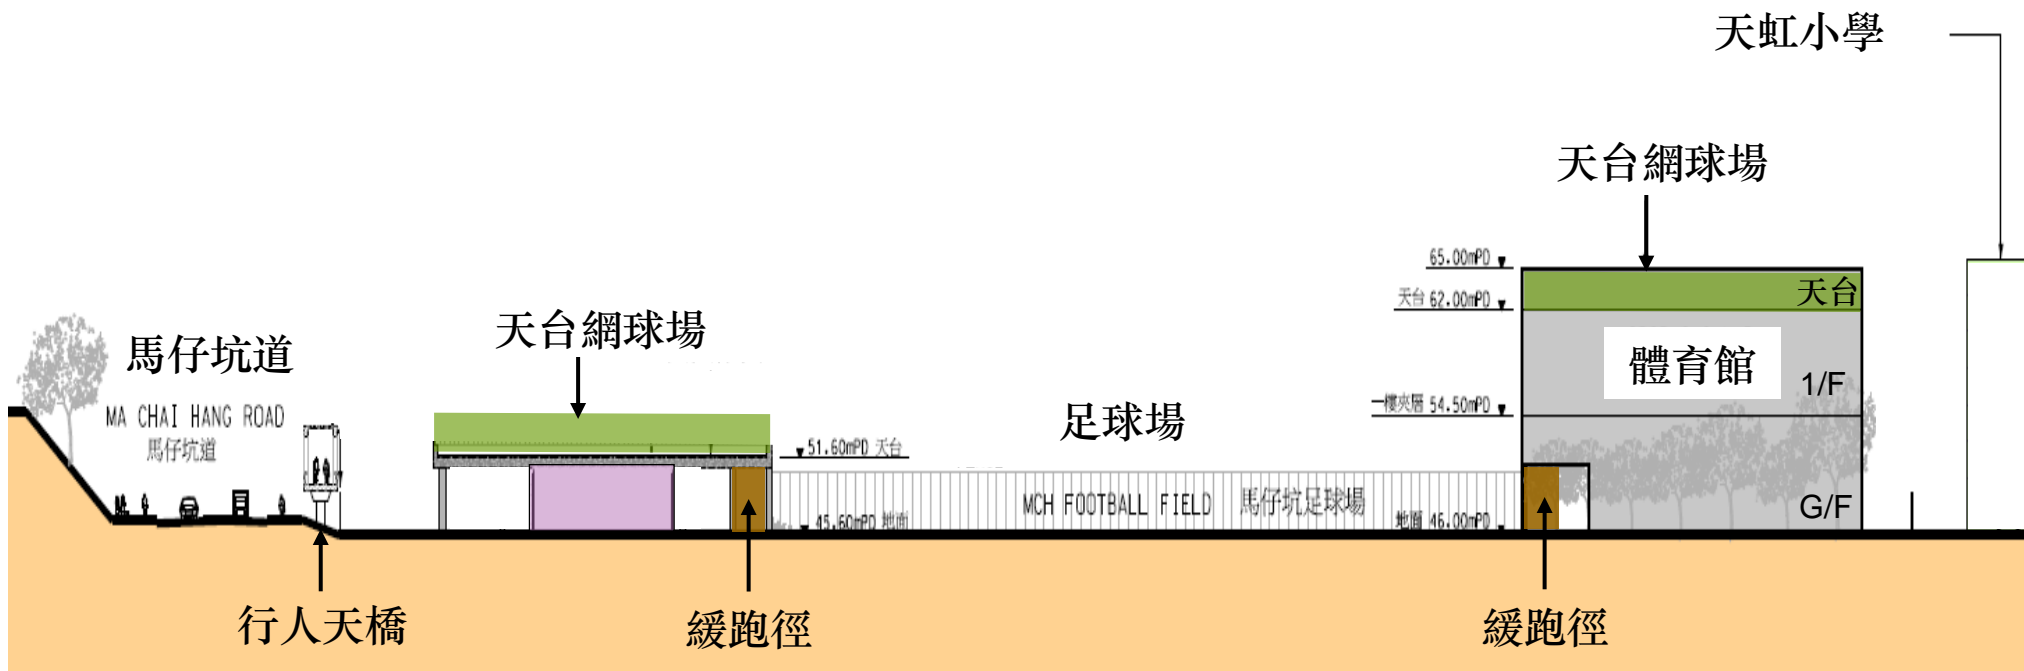 天虹小學
天台網球場
65.00mPD
天台 62.00mPD
天台
體育館
1/F
一樓夾層 54.50mPD
G/F
地面 46.00mPD
天台網球場
馬仔坑道
MA CHAI HANG ROAD
馬仔坑道
足球場
51.60mPD 天台
MCH FOOTBALL FIELD 馬仔坑足球場
45.60mPD 地面
行人天橋
緩跑徑
緩跑徑